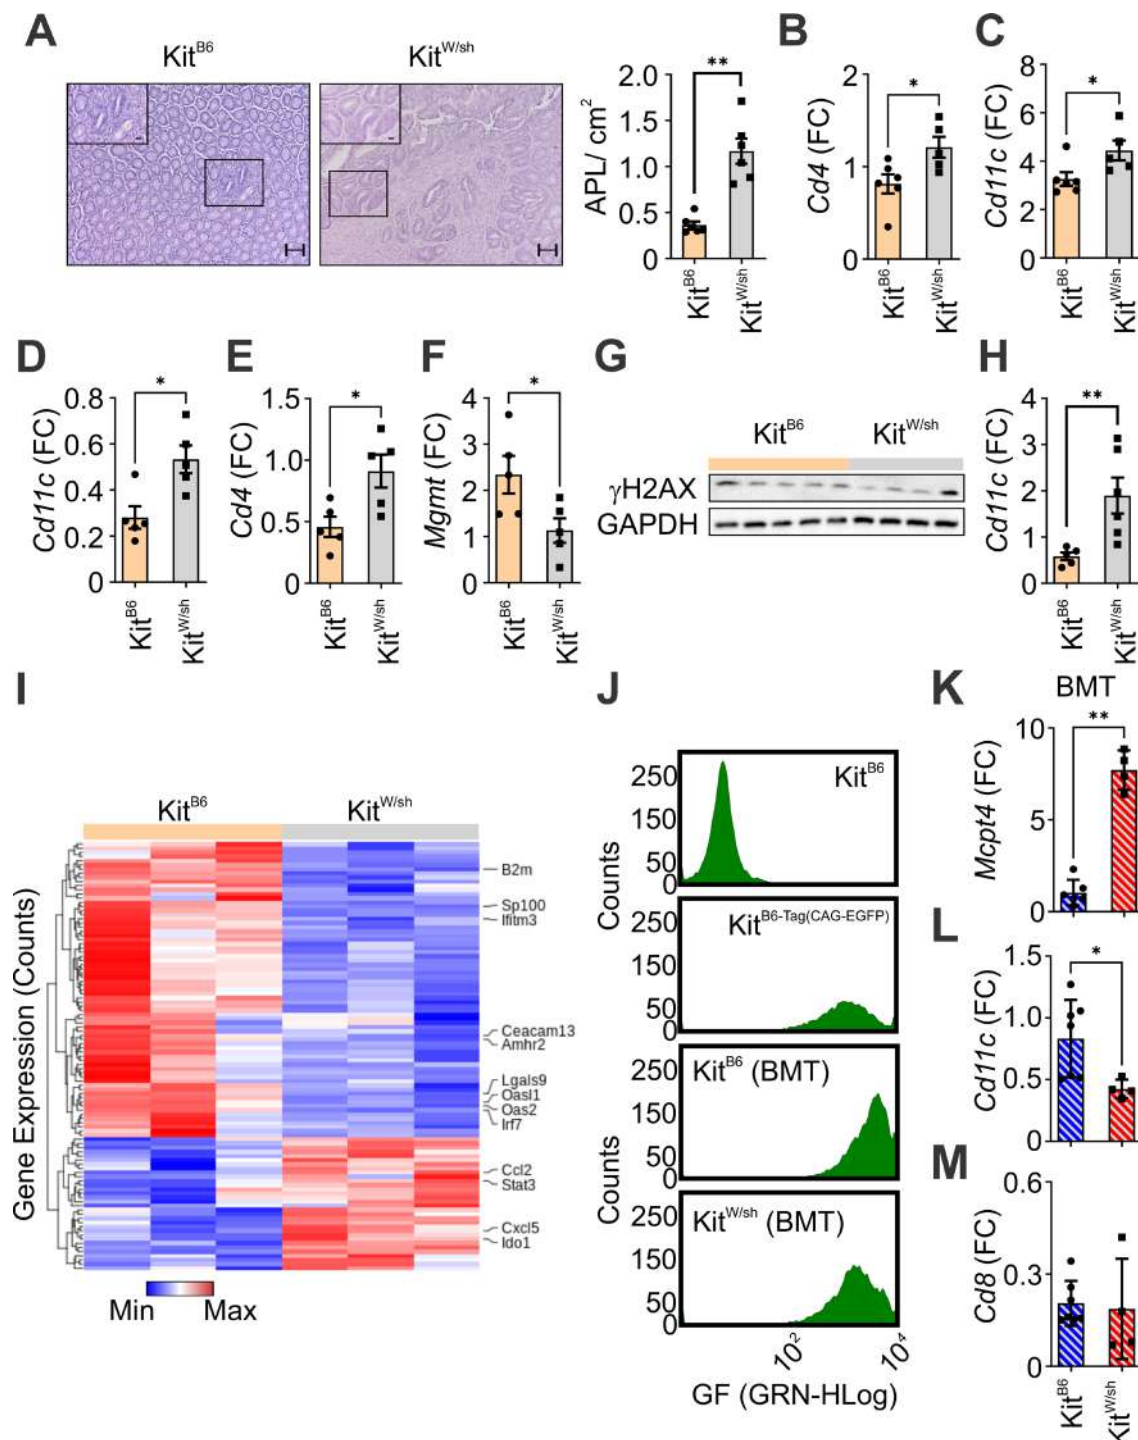 A
Kit^B6
Kit^W/sh
APL/ cm²
2.0
1.5
1.0
0.5
0
**
Kit^B6
Kit^W/sh
B
Cd4 (FC)
2
1
0
*
Kit^B6
Kit^W/sh
C
Cd11c (FC)
8
6
4
2
0
*
Kit^B6
Kit^W/sh
D
Cd11c (FC)
0.8
0.6
0.4
0.2
0
*
Kit^B6
Kit^W/sh
E
Cd4 (FC)
1.5
1.0
0.5
0
*
Kit^B6
Kit^W/sh
F
Mgmt (FC)
4
3
2
1
0
*
Kit^B6
Kit^W/sh
G
Kit^B6
Kit^W/sh
γH2AX
GAPDH
H
Cd11c (FC)
4
3
2
1
0
**
Kit^B6
Kit^W/sh
I
Kit^B6
Kit^W/sh
Gene Expression (Counts)
B2m
Sp100
Ifitm3
Ceacam13
Amhr2
Lgals9
Oasl1
Oas2
Irf7
Ccl2
Stat3
Cxcl5
Ido1
Min
Max
J
Counts
250
150
50
0
Kit^B6
250
150
50
0
Kit^B6-Tag(CAG-EGFP)
Counts
250
150
50
0
Kit^B6 (BMT)
250
150
50
0
Kit^W/sh (BMT)
10²
10⁴
GF (GRN-HLog)
K
BMT
Mcpt4 (FC)
10
5
0
**
L
Cd11c (FC)
1.5
1.0
0.5
0
*
M
Cd8 (FC)
0.6
0.3
0
Kit^B6
Kit^W/sh